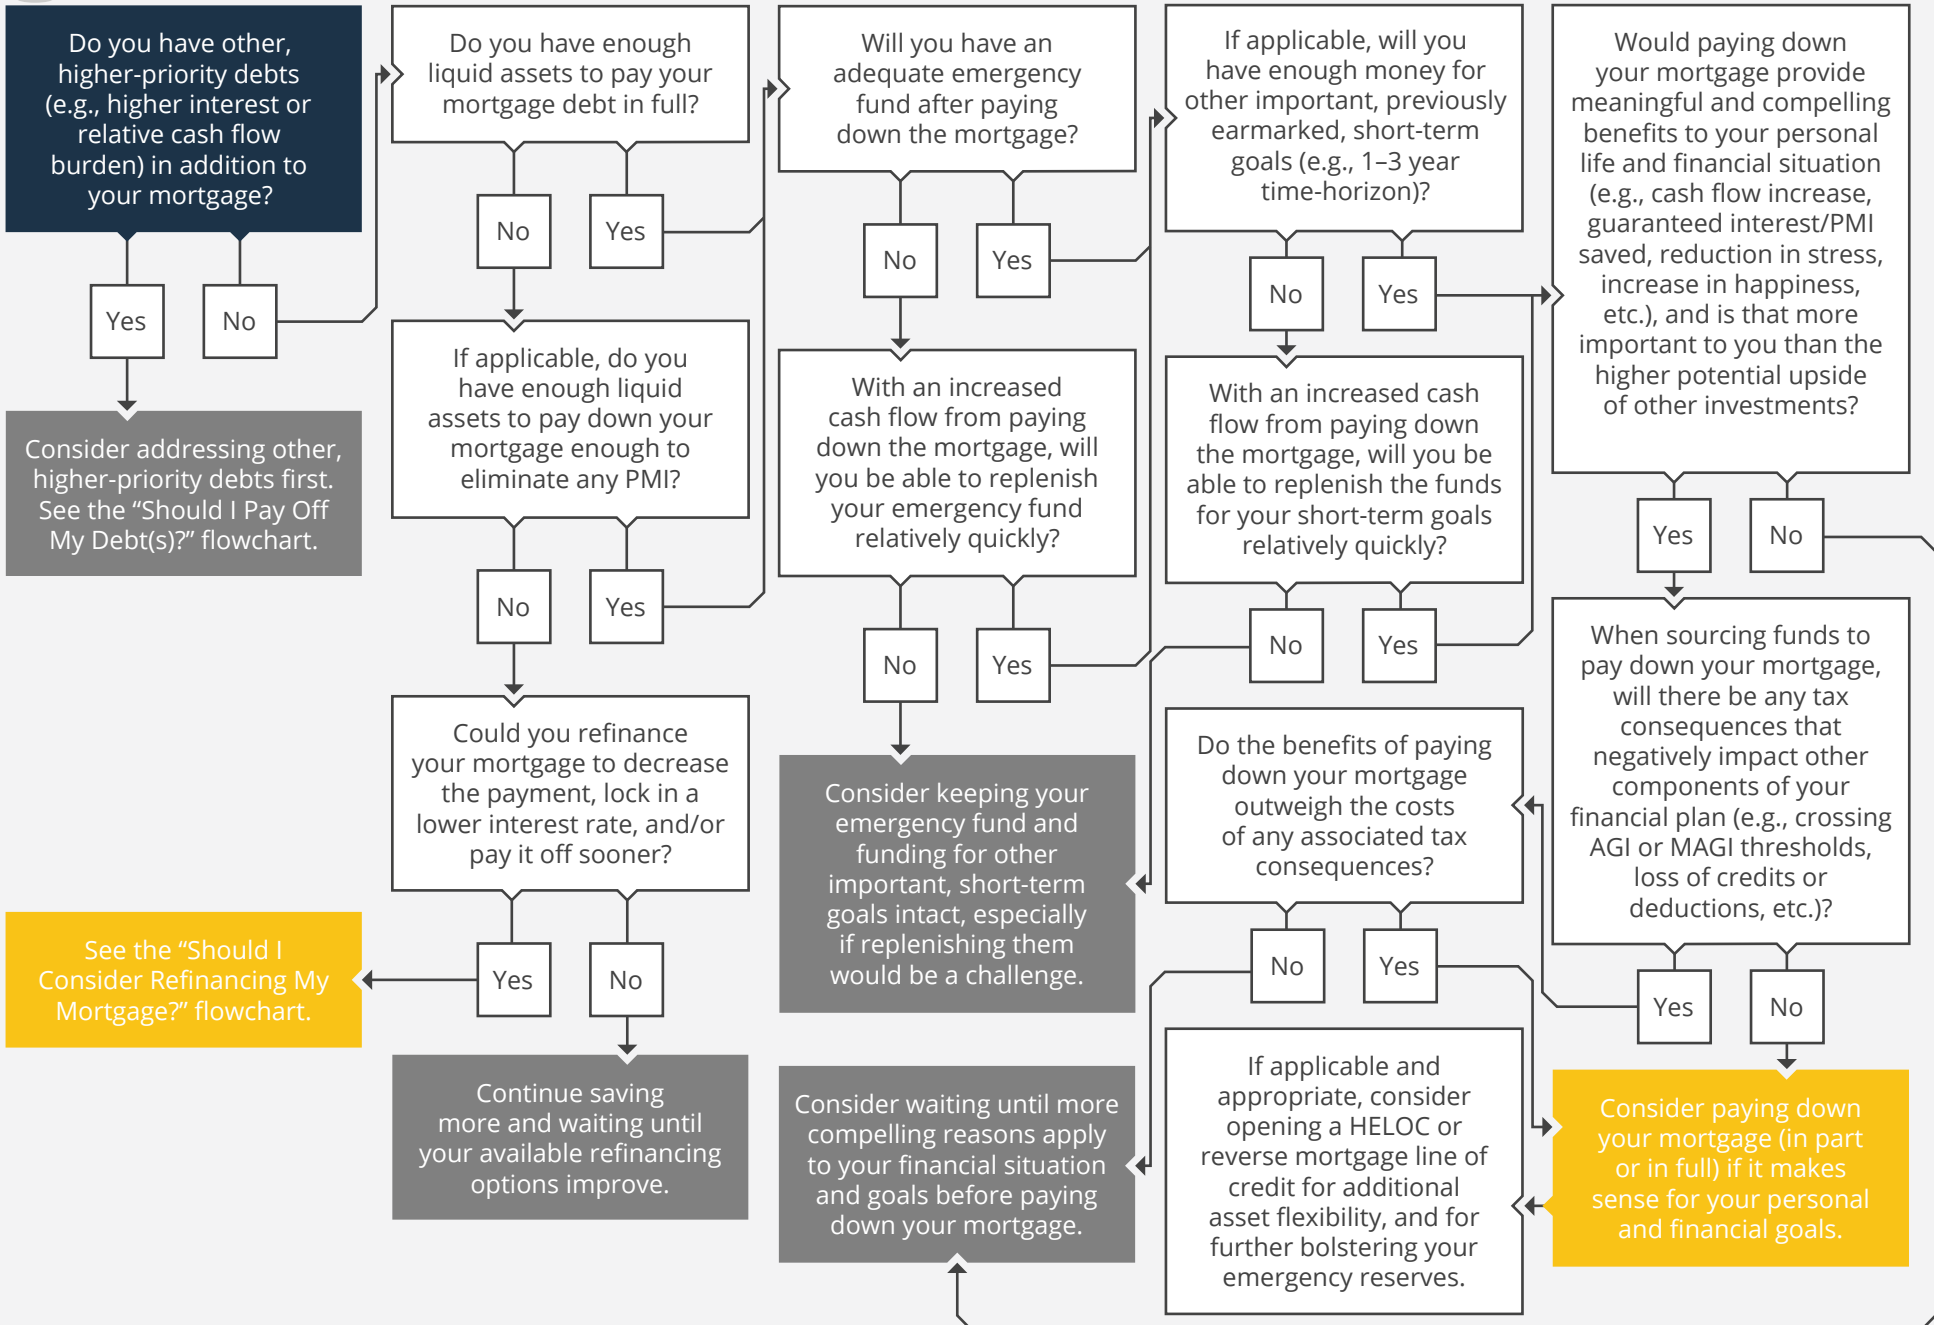 Do you have other,
higher-priority debts
(e.g., higher interest or
relative cash flow
burden) in addition to
your mortgage?
Yes
No
Consider addressing other,
higher-priority debts first.
See the “Should I Pay Off
My Debt(s)?” flowchart.
Do you have enough
liquid assets to pay your
mortgage debt in full?
No
Yes
If applicable, do you
have enough liquid
assets to pay down your
mortgage enough to
eliminate any PMI?
No
Yes
Could you refinance
your mortgage to decrease
the payment, lock in a
lower interest rate, and/or
pay it off sooner?
Yes
No
See the “Should I
Consider Refinancing My
Mortgage?” flowchart.
Continue saving
more and waiting until
your available refinancing
options improve.
Will you have an
adequate emergency
fund after paying
down the mortgage?
No
Yes
With an increased
cash flow from paying
down the mortgage, will
you be able to replenish
your emergency fund
relatively quickly?
No
Yes
Consider keeping your
emergency fund and
funding for other
important, short-term
goals intact, especially
if replenishing them
would be a challenge.
Consider waiting until more
compelling reasons apply
to your financial situation
and goals before paying
down your mortgage.
If applicable, will you
have enough money for
other important, previously
earmarked, short-term
goals (e.g., 1–3 year
time-horizon)?
No
Yes
With an increased cash
flow from paying down
the mortgage, will you be
able to replenish the funds
for your short-term goals
relatively quickly?
No
Yes
Do the benefits of paying
down your mortgage
outweigh the costs
of any associated tax
consequences?
No
Yes
If applicable and
appropriate, consider
opening a HELOC or
reverse mortgage line of
credit for additional
asset flexibility, and for
further bolstering your
emergency reserves.
Would paying down
your mortgage provide
meaningful and compelling
benefits to your personal
life and financial situation
(e.g., cash flow increase,
guaranteed interest/PMI
saved, reduction in stress,
increase in happiness,
etc.), and is that more
important to you than the
higher potential upside
of other investments?
Yes
No
When sourcing funds to
pay down your mortgage,
will there be any tax
consequences that
negatively impact other
components of your
financial plan (e.g., crossing
AGI or MAGI thresholds,
loss of credits or
deductions, etc.)?
Yes
No
Consider paying down
your mortgage (in part
or in full) if it makes
sense for your personal
and financial goals.